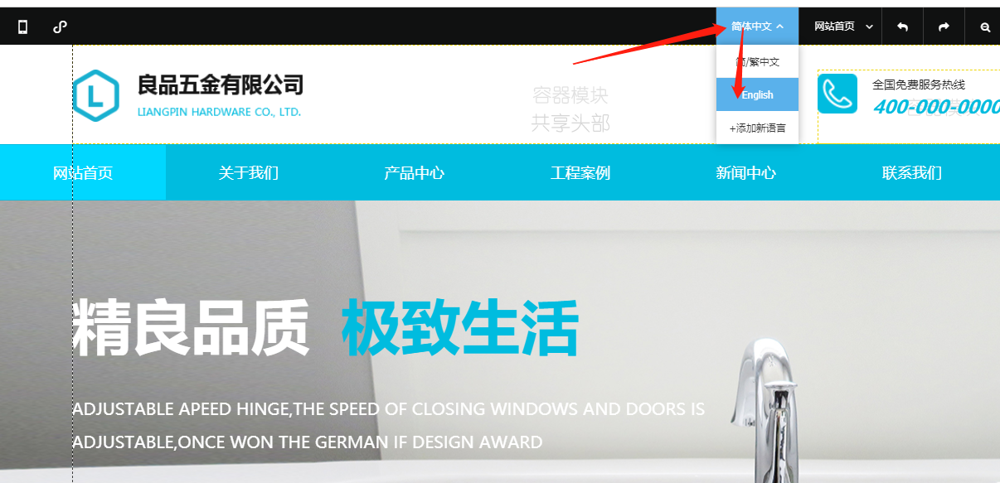 简体中文
网站首页
简/繁中文
English
+添加新语言
良品五金有限公司
LIANGPIN HARDWARE CO., LTD.
容器模块
共享头部
全国免费服务热线
400-000-0000
网站首页
关于我们
产品中心
工程案例
新闻中心
联系我们
精良品质 极致生活
ADJUSTABLE APEED HINGE,THE SPEED OF CLOSING WINDOWS AND DOORS IS
ADJUSTABLE,ONCE WON THE GERMAN IF DESIGN AWARD